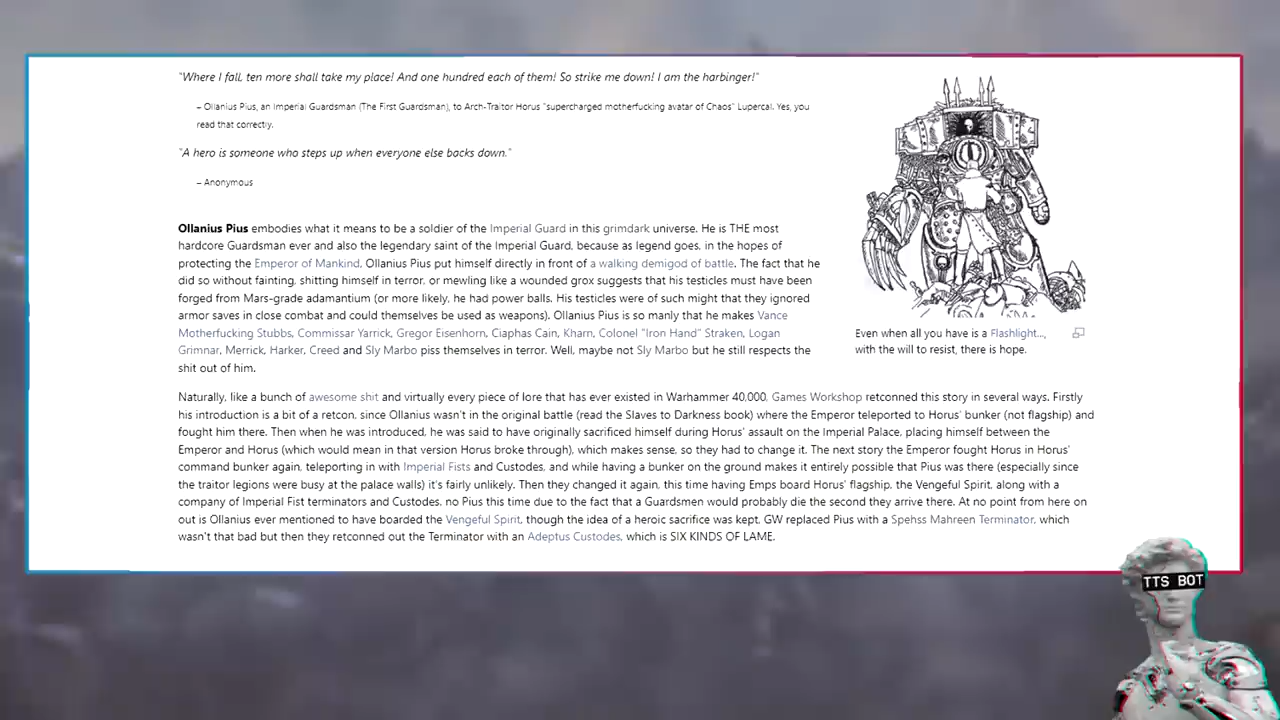 "Where I fall, ten more shall take my place! And one hundred each of them! So strike me down! I am the harbinger!"
– Ollanius Pius, an Imperial Guardsman (The First Guardsman), to Arch-Traitor Horus "supercharged motherfucking avatar of Chaos" Lupercal. Yes, you
read that correctly.
"A hero is someone who steps up when everyone else backs down."
– Anonymous
Ollanius Pius embodies what it means to be a soldier of the Imperial Guard in this grimdark universe. He is THE most
hardcore Guardsman ever and also the legendary saint of the Imperial Guard, because as legend goes, in the hopes of
protecting the Emperor of Mankind, Ollanius Pius put himself directly in front of a walking demigod of battle. The fact that he
did so without fainting, shitting himself in terror, or mewling like a wounded grox suggests that his testicles must have been
forged from Mars-grade adamantium (or more likely, he had power balls. His testicles were of such might that they ignored
armor saves in close combat and could themselves be used as weapons). Ollanius Pius is so manly that he makes Vance
Motherfucking Stubbs, Commissar Yarrick, Gregor Eisenhorn, Ciaphas Cain, Kharn, Colonel "Iron Hand" Straken, Logan
Grimnar, Merrick, Harker, Creed and Sly Marbo piss themselves in terror. Well, maybe not Sly Marbo but he still respects the
shit out of him.
Even when all you have is a Flashlight...,
with the will to resist, there is hope.
Naturally, like a bunch of awesome shit and virtually every piece of lore that has ever existed in Warhammer 40,000, Games Workshop retconned this story in several ways. Firstly
his introduction is a bit of a retcon, since Ollanius wasn't in the original battle (read the Slaves to Darkness book) where the Emperor teleported to Horus' bunker (not flagship) and
fought him there. Then when he was introduced, he was said to have originally sacrificed himself during Horus' assault on the Imperial Palace, placing himself between the
Emperor and Horus (which would mean in that version Horus broke through), which makes sense, so they had to change it. The next story the Emperor fought Horus in Horus'
command bunker again, teleporting in with Imperial Fists and Custodes, and while having a bunker on the ground makes it entirely possible that Pius was there (especially since
the traitor legions were busy at the palace walls) it's fairly unlikely. Then they changed it again, this time having Emps board Horus' flagship, the Vengeful Spirit, along with a
company of Imperial Fist terminators and Custodes, no Pius this time due to the fact that a Guardsmen would probably die the second they arrive there. At no point from here on
out is Ollanius ever mentioned to have boarded the Vengeful Spirit, though the idea of a heroic sacrifice was kept. GW replaced Pius with a Spehss Mahreen Terminator, which
wasn't that bad but then they retconned out the Terminator with an Adeptus Custodes, which is SIX KINDS OF LAME.
TTS BOT